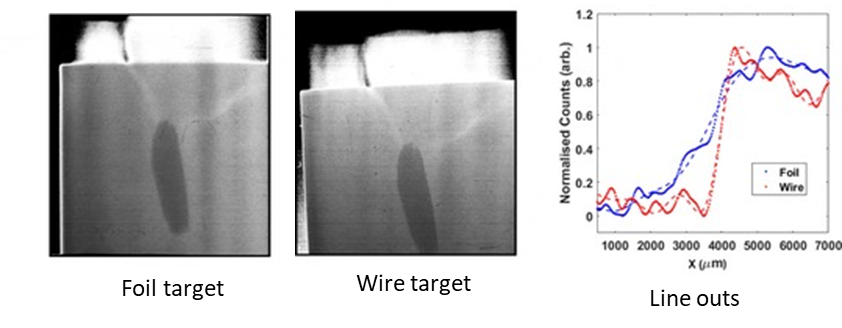 Foil target
Wire target
Normalised Counts (arb.)
1.2
1
0.8
0.6
0.4
0.2
0
Foil
Wire
1000 2000 3000 4000 5000 6000 7000
X (μm)
Line outs